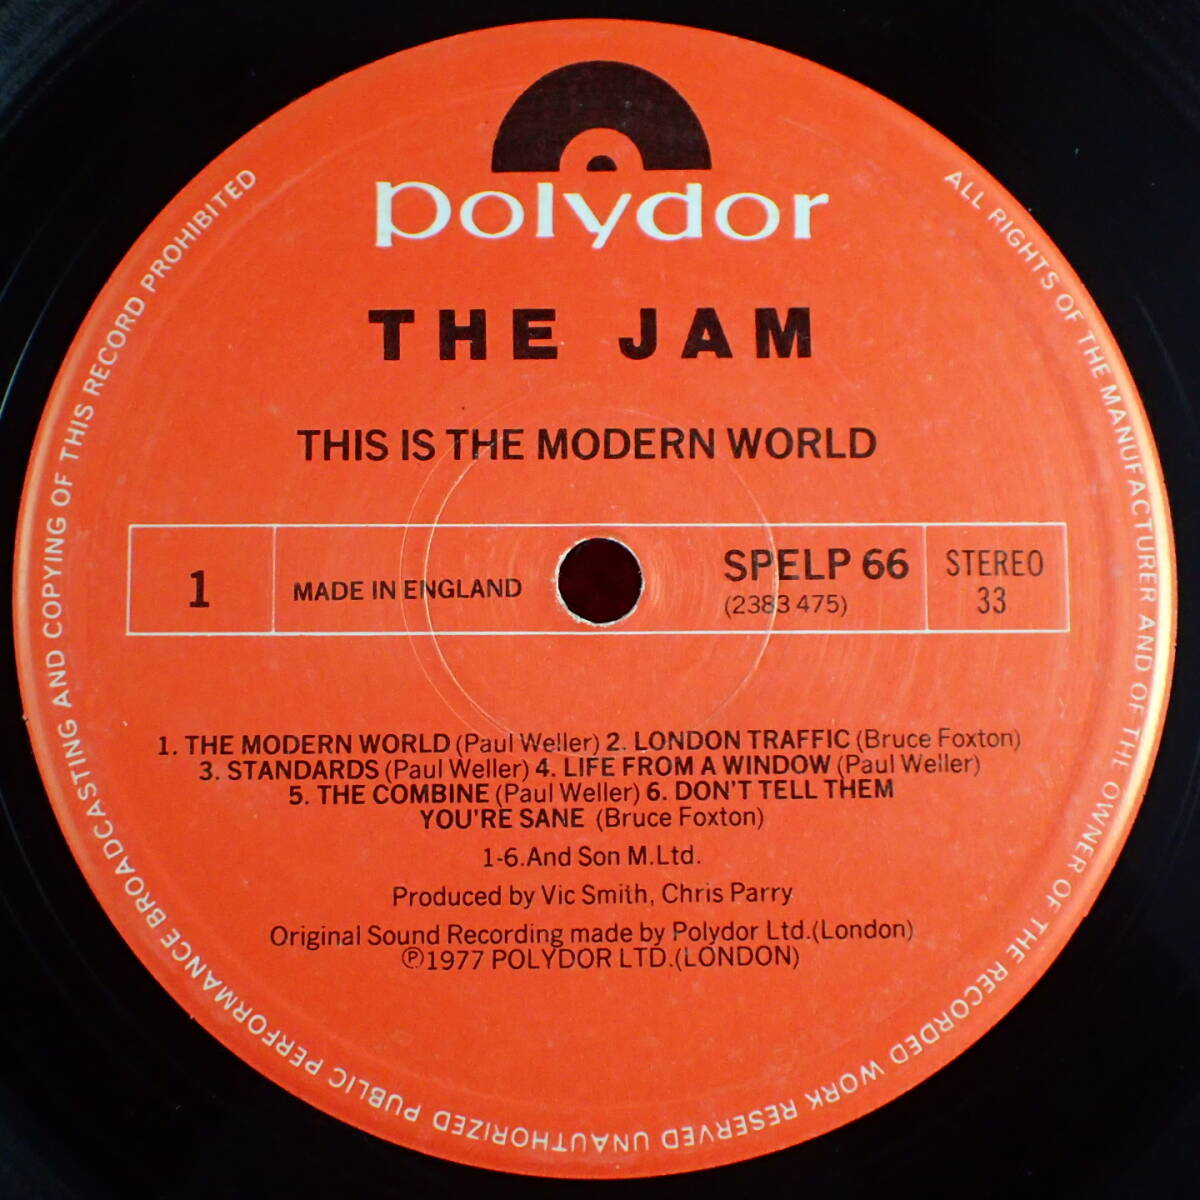 polydor
THE JAM
THIS IS THE MODERN WORLD
1
MADE IN ENGLAND
SPELP 66
(2383 475)
STEREO
33
1. THE MODERN WORLD (Paul Weller) 2. LONDON TRAFFIC (Bruce Foxton)
3. STANDARDS (Paul Weller) 4. LIFE FROM A WINDOW (Paul Weller)
5. THE COMBINE (Paul Weller) 6. DON'T TELL THEM
YOU'RE SANE (Bruce Foxton)
1-6.And Son M.Ltd.
Produced by Vic Smith, Chris Parry
Original Sound Recording made by Polydor Ltd.(London)
℗1977 POLYDOR LTD.(LONDON)
ALL RIGHTS OF THE MANUFACTURER AND OF THE OWNER OF THE RECORDED WORK RESERVED UNAUTHORIZED PUBLIC PERFORMANCE BROADCASTING AND COPYING OF THIS RECORD PROHIBITED